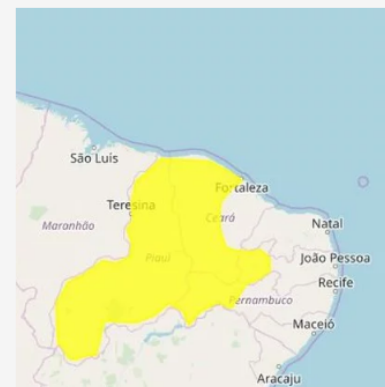 São Luís
Fortaleza
Teresina
Ceará
Maranhão
Natal
Piauí
João Pessoa
Recife
Pernambuco
Maceió
Aracaju